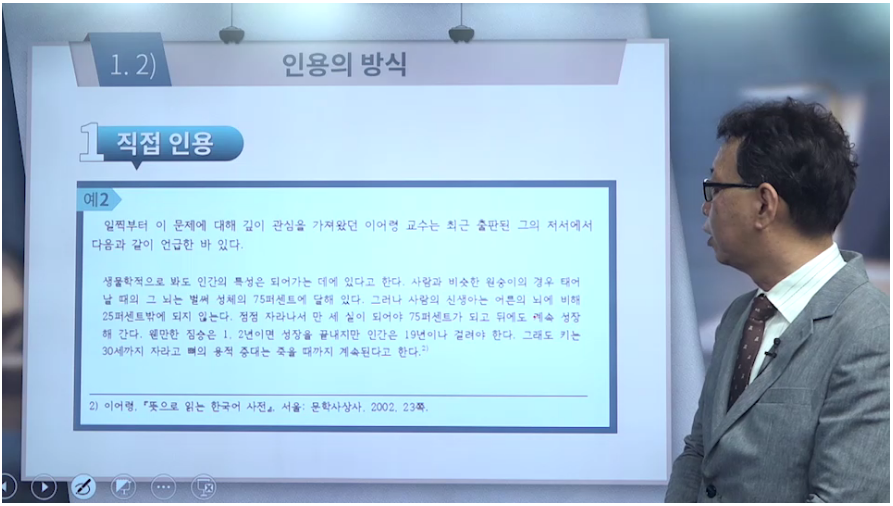 1. 2)
인용의 방식
1 직접 인용
예2
일찍부터 이 문제에 대해 깊이 관심을 가져왔던 이어령 교수는 최근 출판된 그의 저서에서
다음과 같이 언급한 바 있다.
생물학적으로 봐도 인간의 특성은 되어가는 데에 있다고 한다. 사람과 비슷한 원숭이의 경우 태어
날 때의 그 뇌는 벌써 성체의 75퍼센트에 달해 있다. 그러나 사람의 신생아는 어른의 뇌에 비해
25퍼센트밖에 되지 않는다. 점점 자라나서 만 세 살이 되어야 75퍼센트가 되고 뒤에도 계속 성장
해 간다. 웬만한 짐승은 1, 2년이면 성장을 끝내지만 인간은 19년이나 걸려야 한다. 그래도 키는
30세까지 자라고 뼈의 용적 증대는 죽을 때까지 계속된다고 한다.2)
2) 이어령, 『뜻으로 읽는 한국어 사전』, 서울: 문학사상사, 2002, 23쪽.